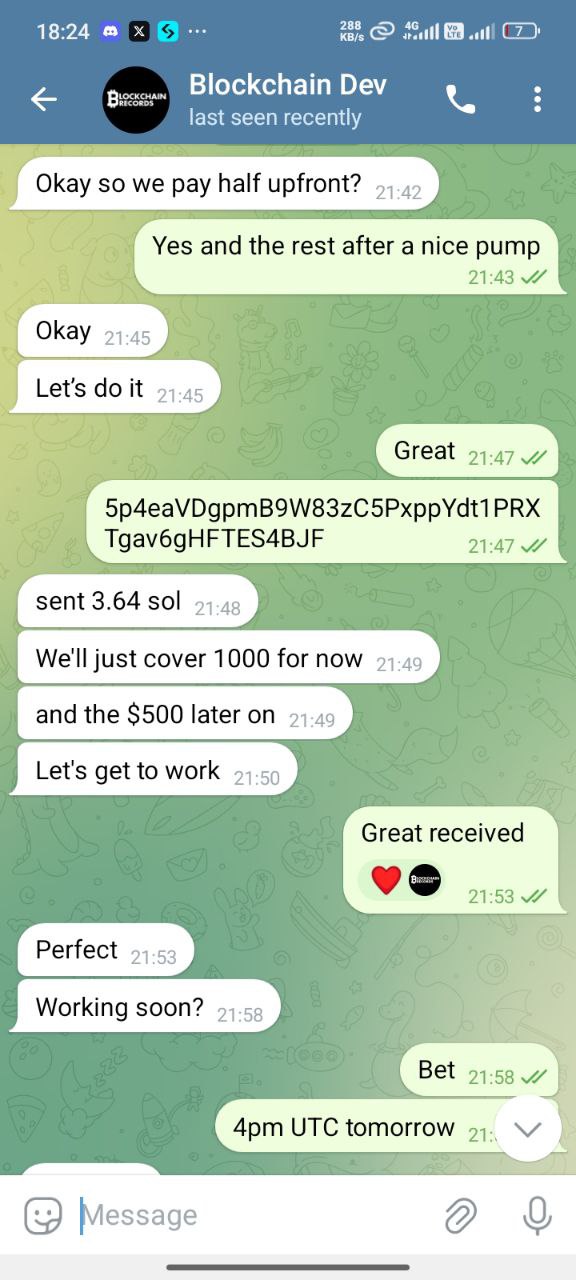 18:24
288
KB/s
4G
Vo
LTE
7
Blockchain Dev
last seen recently
BLOCKCHAIN
RECORDS
Okay so we pay half upfront? 21:42
Yes and the rest after a nice pump
21:43
Okay 21:45
Let’s do it 21:45
Great 21:47
5p4eaVDgpmB9W83zC5PxppYdt1PRX
Tgav6gHFTES4BJF 21:47
sent 3.64 sol 21:48
We'll just cover 1000 for now 21:49
and the $500 later on 21:49
Let's get to work 21:50
Great received
21:53
Perfect 21:53
Working soon? 21:58
Bet 21:58
4pm UTC tomorrow 21:
Message